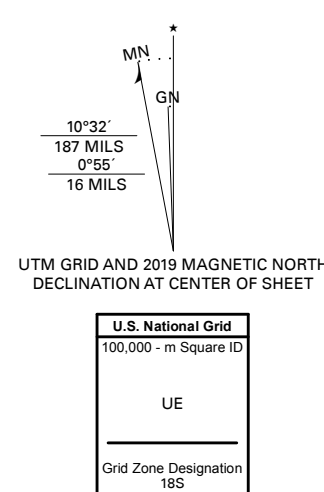 ★
MN
GN
10°32´
187 MILS
0°55´
16 MILS
UTM GRID AND 2019 MAGNETIC NORTH
DECLINATION AT CENTER OF SHEET
U.S. National Grid
100,000 - m Square ID
UE
Grid Zone Designation
18S